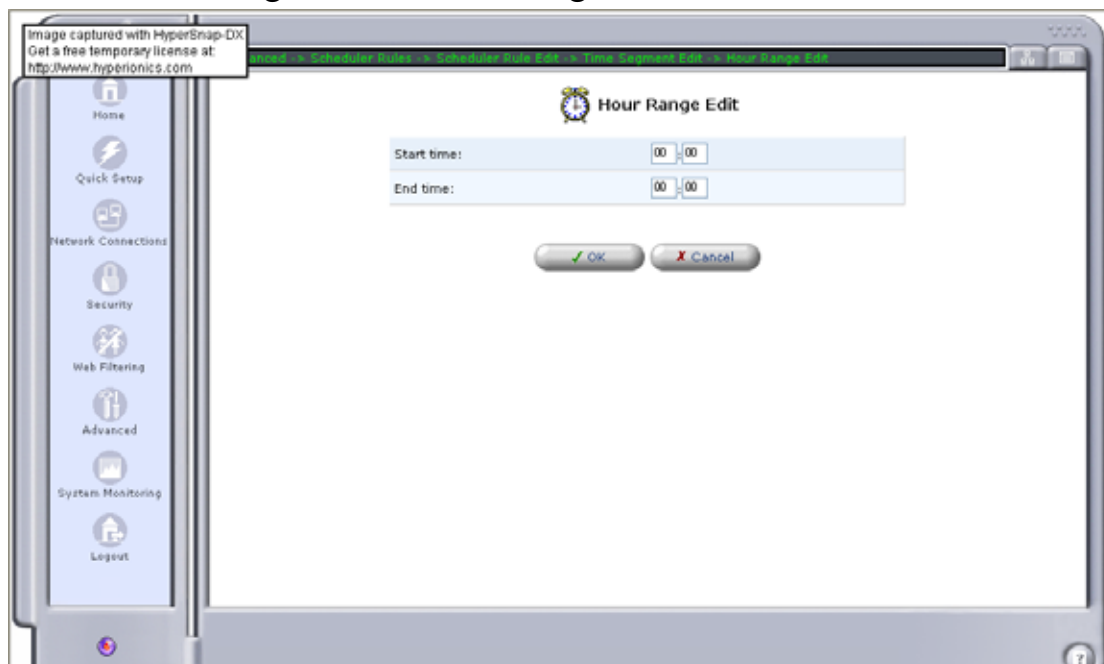 Image captured with HyperSnap-DX
Get a free temporary license at:
http://www.hyperionics.com
anced -> Scheduler Rules -> Scheduler Rule Edit -> Time Segment Edit -> Hour Range Edit
Hour Range Edit
Home
Start time: 00 : 00
Quick Setup
End time: 00 : 00
Network Connections
OK Cancel
Security
Web Filtering
Advanced
System Monitoring
Logout
?